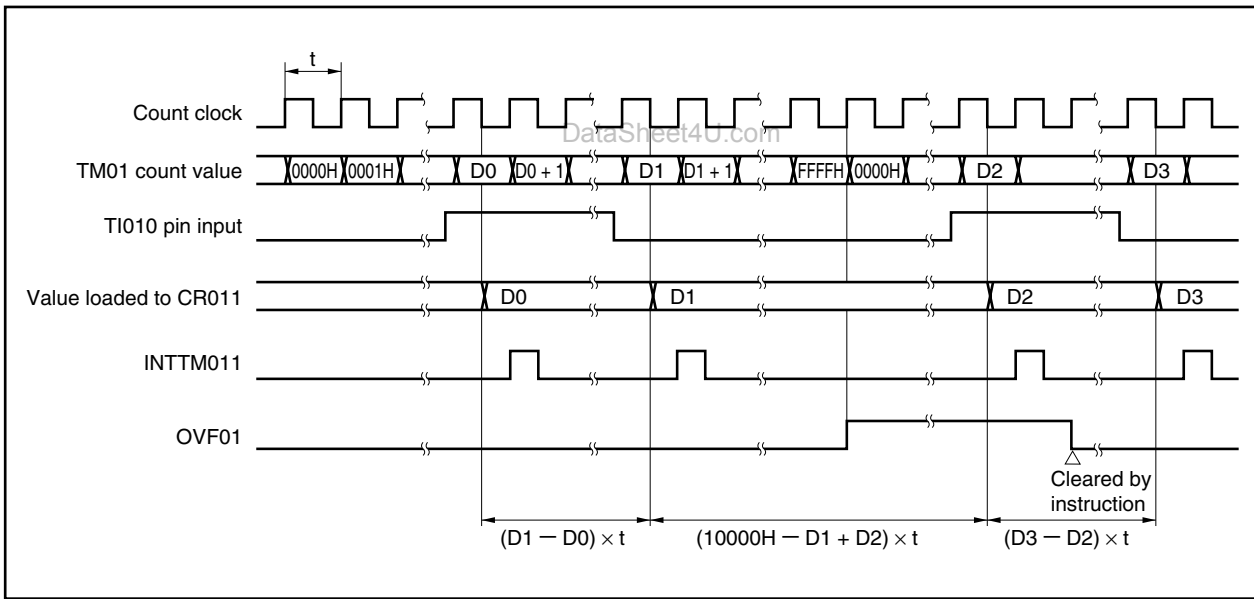 t
Count clock
DataSheet4U.com
TM01 count value
0000H 0001H D0 D0 + 1 D1 D1 + 1 FFFFH 0000H D2 D3
TI010 pin input
Value loaded to CR011
D0 D1 D2 D3
INTTM011
OVF01
Cleared by
instruction
(D1 − D0) × t (10000H − D1 + D2) × t (D3 − D2) × t